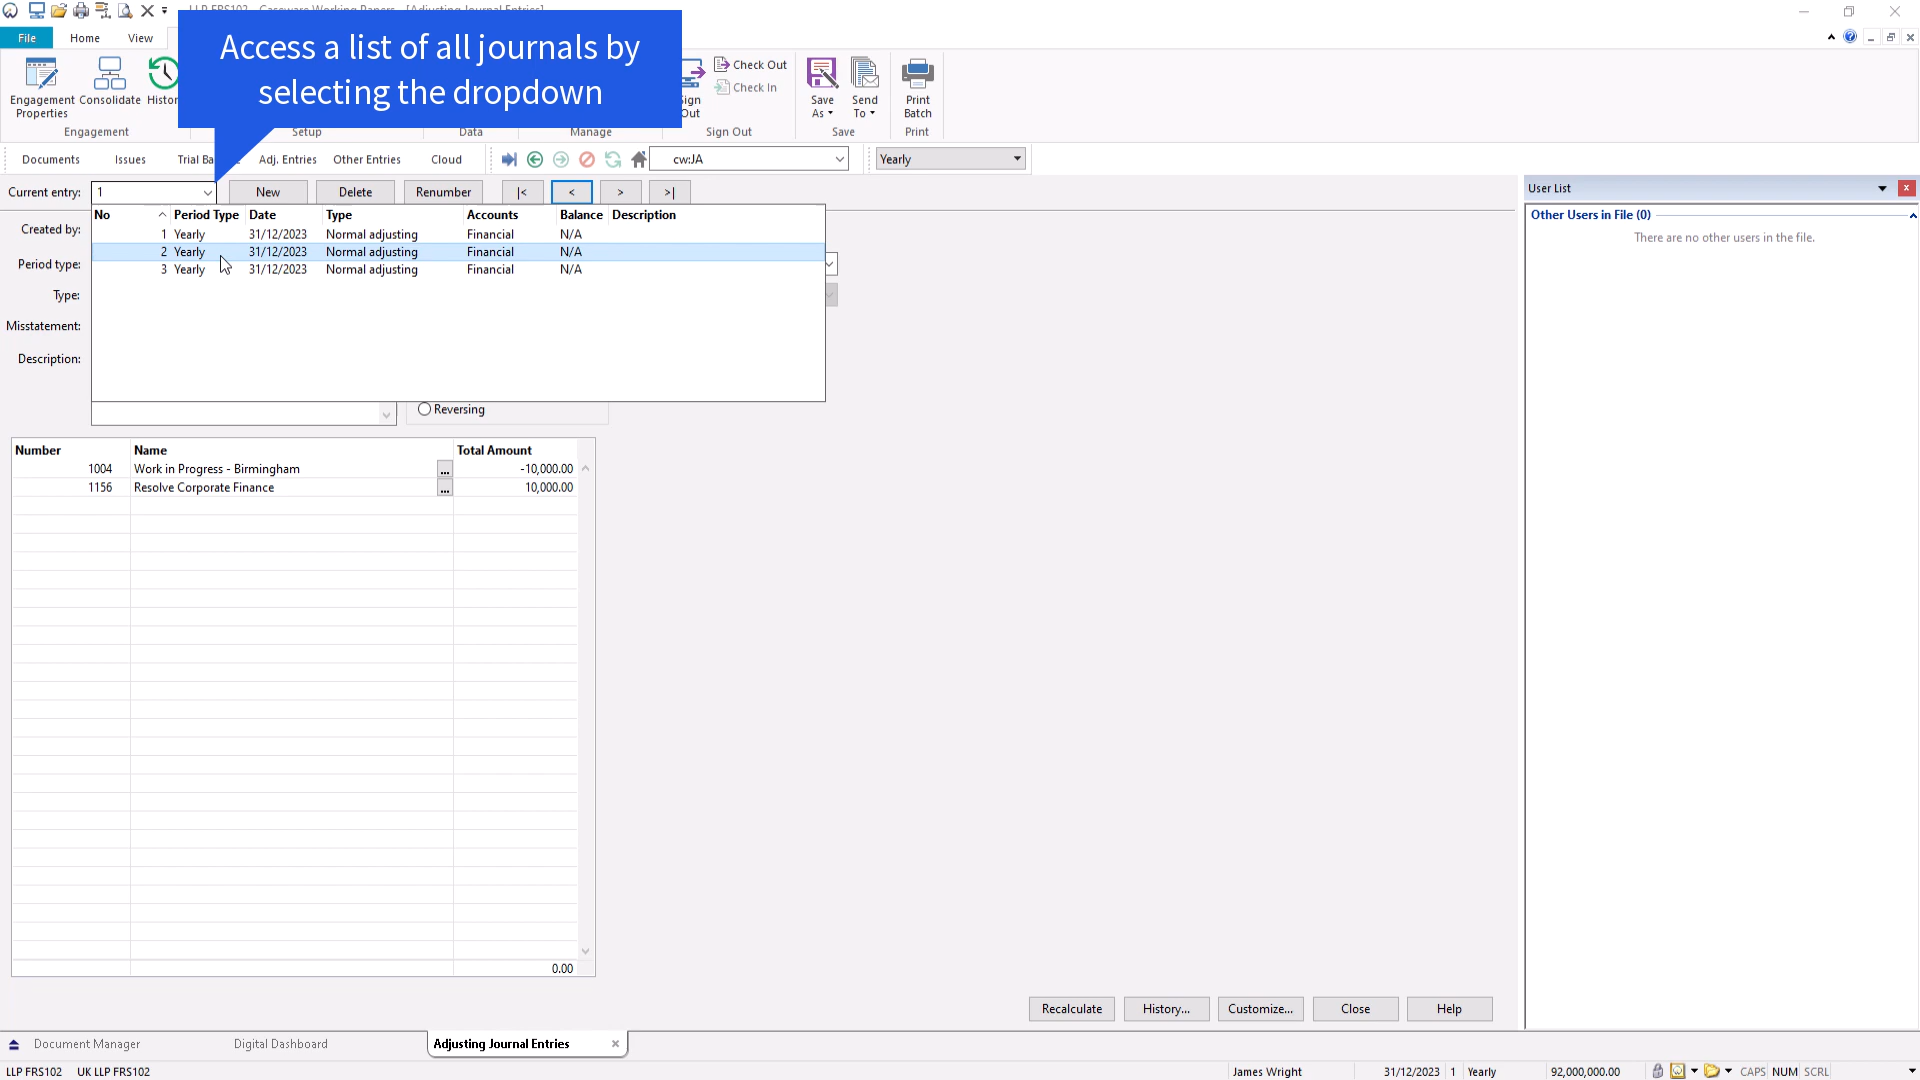 LLP FRS102 - Caseware Working Papers - [Adjusting Journal Entries]
File Home View
Access a list of all journals by
selecting the dropdown
Engagement
Properties
Consolidate
Check Out
Check In
Save
As
Send
To
Print
Batch
Engagement Setup Data Manage Sign Out Save Print
Documents Issues Adj. Entries Other Entries Cloud cw:JA Yearly
Current entry: 1 New Delete Renumber |< < > >|
No Period Type Date Type Accounts Balance Description
1 Yearly 31/12/2023 Normal adjusting Financial N/A
2 Yearly 31/12/2023 Normal adjusting Financial N/A
3 Yearly 31/12/2023 Normal adjusting Financial N/A
Created by:
Period type:
Type:
Misstatement:
Description:
Reversing
Number Name Total Amount
1004 Work in Progress - Birmingham ... -10,000.00
1156 Resolve Corporate Finance ... 10,000.00
0.00
User List
Other Users in File (0)
There are no other users in the file.
Recalculate History... Customize... Close Help
Document Manager Digital Dashboard Adjusting Journal Entries
LLP FRS102 UK LLP FRS102 James Wright 31/12/2023 1 Yearly 92,000,000.00 CAPS NUM SCRL